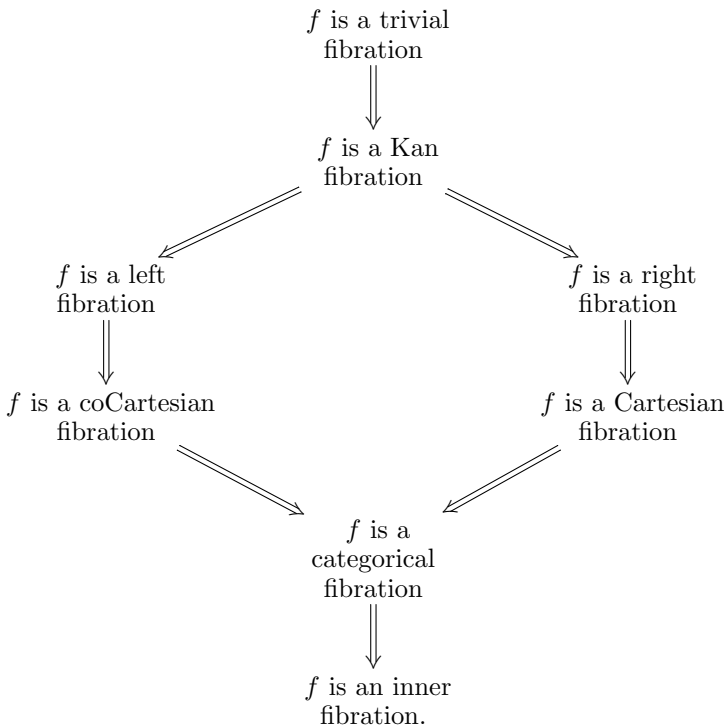 f is a trivial
fibration
f is a Kan
fibration
f is a left
fibration
f is a right
fibration
f is a coCartesian
fibration
f is a Cartesian
fibration
f is a
categorical
fibration
f is an inner
fibration.